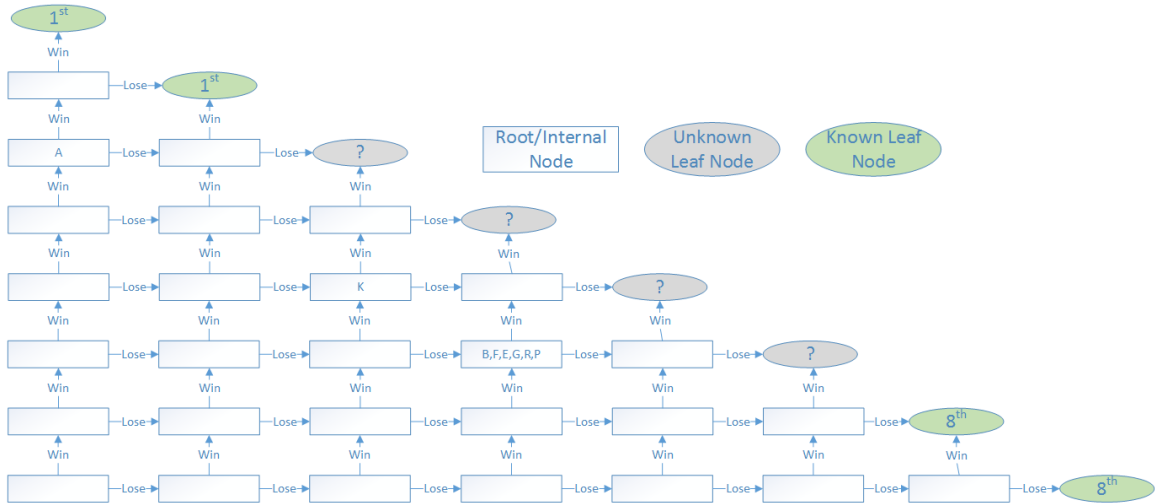 1st
Win
Lose 1st
Win Win
Root/Internal Node
Unknown Leaf Node
Known Leaf Node
A Lose Lose ?
Win Win Win
Lose Lose Lose ?
Win Win Win Win
Lose Lose K Lose Lose ?
Win Win Win Win Win
Lose Lose Lose B,F,E,G,R,P Lose Lose ?
Win Win Win Win Win Win
Lose Lose Lose Lose Lose Lose 8th
Win Win Win Win Win Win Win
Lose Lose Lose Lose Lose Lose Lose 8th